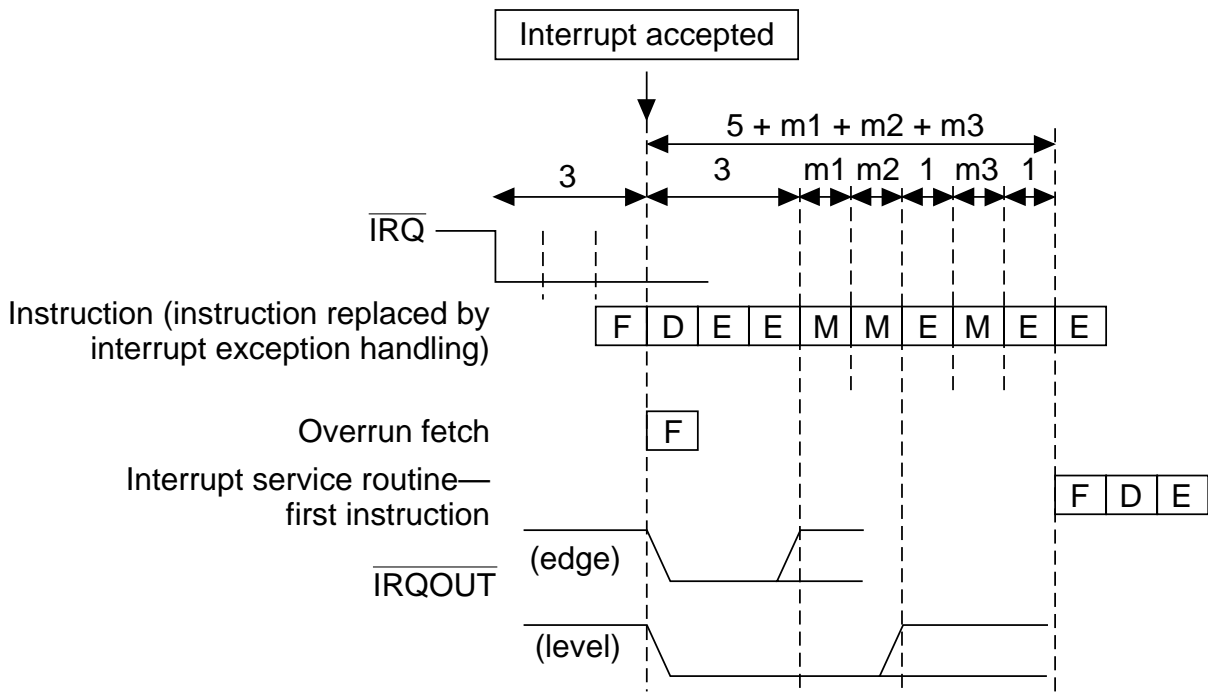 Interrupt accepted
5 + m1 + m2 + m3
3 3 m1 m2 1 m3 1
IRQ
Instruction (instruction replaced by
interrupt exception handling)
F D E E M M E M E E
Overrun fetch
F
Interrupt service routine—
first instruction
F D E
(edge)
IRQOUT
(level)